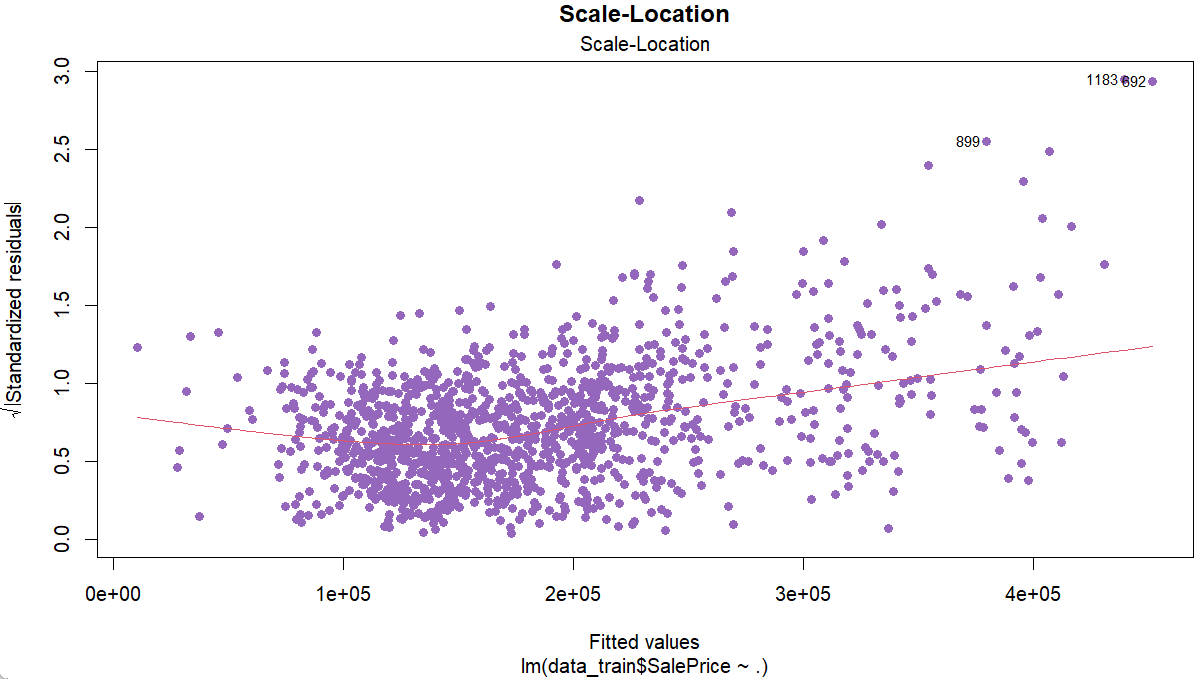 Scale-Location
Scale-Location
√|Standardized residuals|
3.0
2.5
2.0
1.5
1.0
0.5
0.0
1183
692
899
0e+00 1e+05 2e+05 3e+05 4e+05
Fitted values
lm(data_train$SalePrice ~ .)